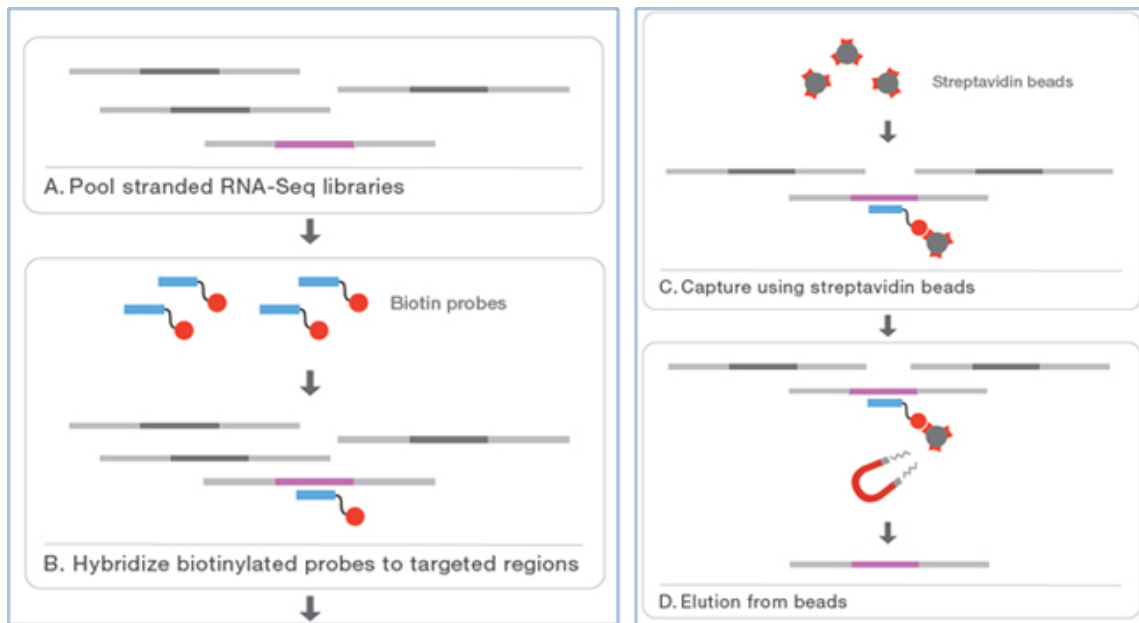 A. Pool stranded RNA-Seq libraries
Biotin probes
B. Hybridize biotinylated probes to targeted regions
Streptavidin beads
C. Capture using streptavidin beads
D. Elution from beads